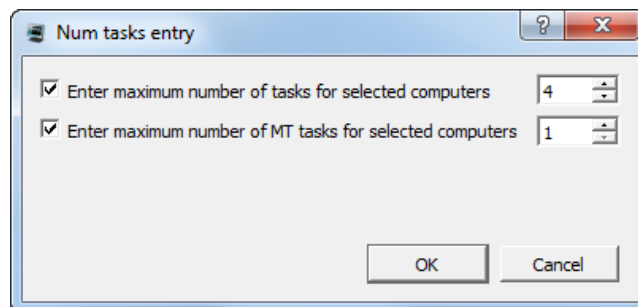 Num tasks entry
Enter maximum number of tasks for selected computers 4
Enter maximum number of MT tasks for selected computers 1
OK Cancel